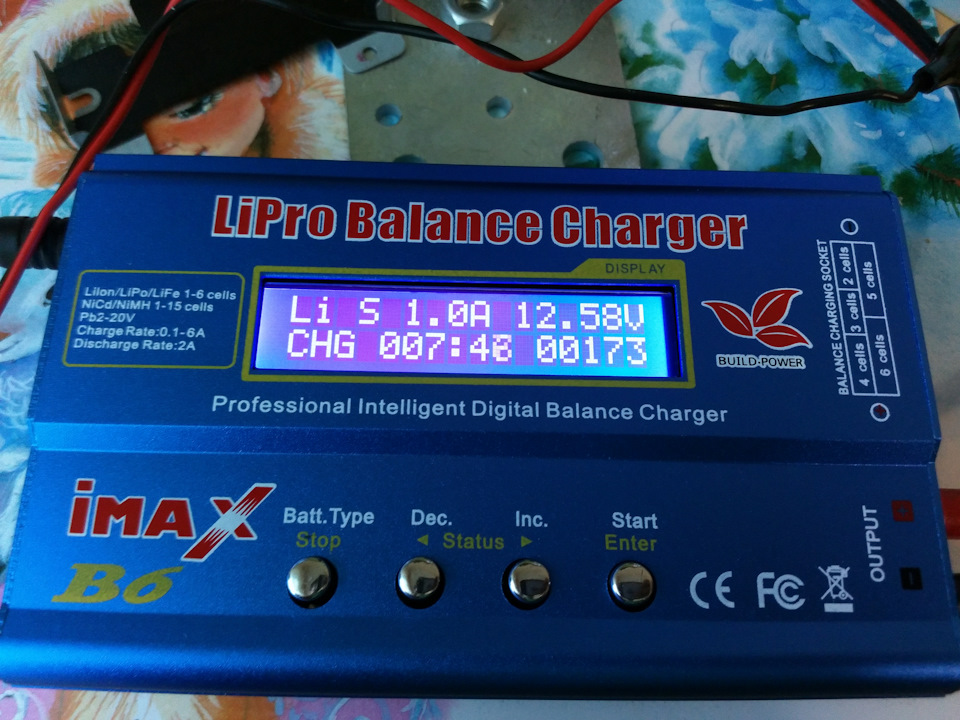 LiPro Balance Charger
DISPLAY
LiIon/LiPo/LiFe 1-6 cells
NiCd/NiMH 1-15 cells
Pb2-20V
Charge Rate:0.1-6A
Discharge Rate:2A
Li S 1.0A 12.58V
CHG 007:48 00173
BUILD-POWER
BALANCE CHARGING SOCKET
2 cells
3 cells
4 cells
5 cells
6 cells
Professional Intelligent Digital Balance Charger
iMAX
B6
Batt.Type
Stop
Dec.
Inc.
◄ Status ►
Start
Enter
CE FC
OUTPUT